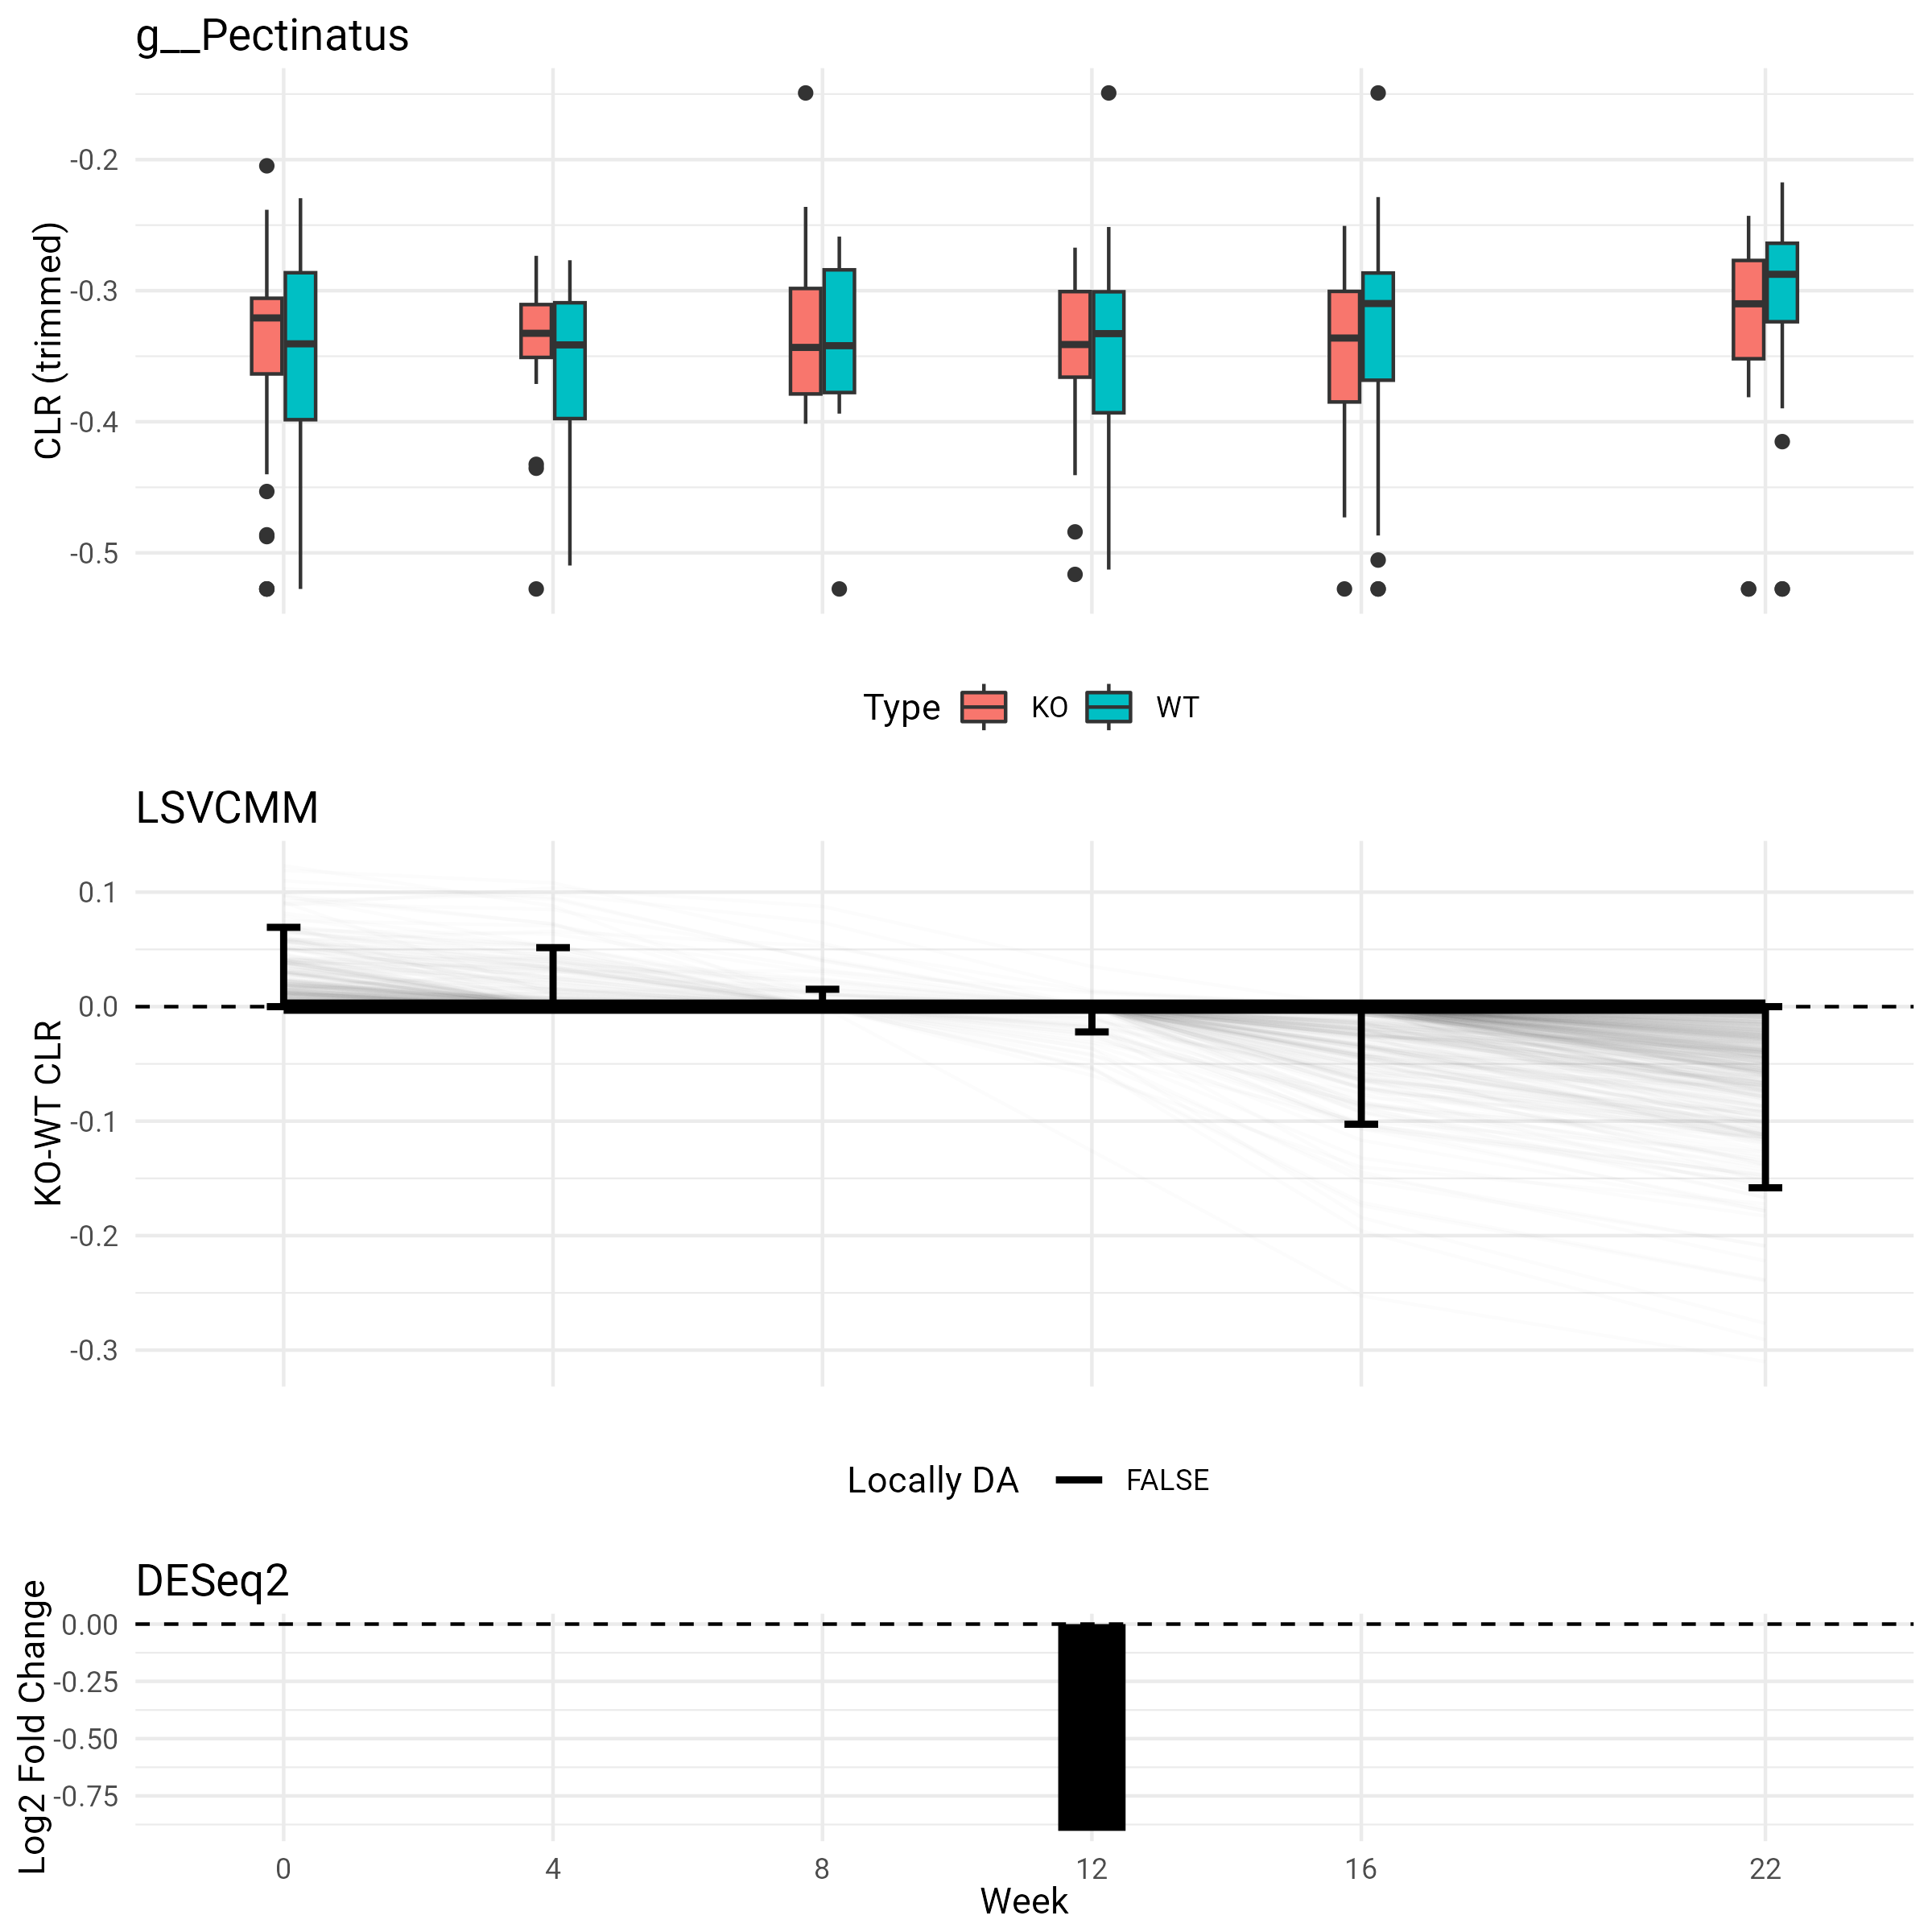 g__Pectinatus
CLR (trimmed)
-0.2
-0.3
-0.4
-0.5
Type KO WT
LSVCMM
KO-WT CLR
0.1
0.0
-0.1
-0.2
-0.3
Locally DA FALSE
DESeq2
Log2 Fold Change
0.00
-0.25
-0.50
-0.75
0 4 8 12 16 22
Week